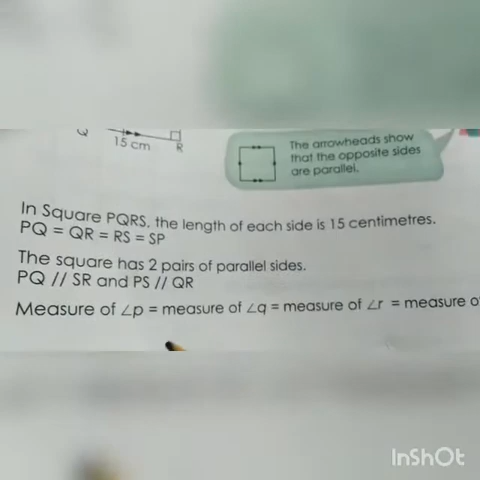 Q
15 cm
R
The arrowheads show
that the opposite sides
are parallel.
In Square PQRS, the length of each side is 15 centimetres.
PQ = QR = RS = SP
The square has 2 pairs of parallel sides.
PQ // SR and PS // QR
Measure of ∠p = measure of ∠q = measure of ∠r = measure o
InShOt